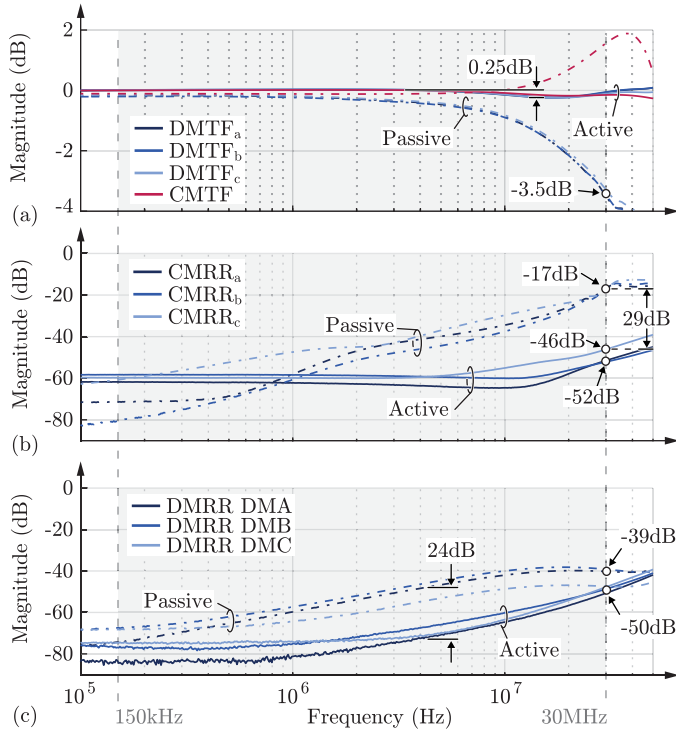 2
0
-2
-4
Magnitude (dB)
(a)
DMTFa
DMTFb
DMTFc
CMTF
Passive
0.25dB
Active
-3.5dB
0
-20
-40
-60
-80
Magnitude (dB)
(b)
CMRRa
CMRRb
CMRRc
Passive
Active
-17dB
-46dB
29dB
-52dB
0
-20
-40
-60
-80
Magnitude (dB)
(c)
DMRR DMA
DMRR DMB
DMRR DMC
Passive
24dB
Active
-39dB
-50dB
10^5
10^6
10^7
150kHz
Frequency (Hz)
30MHz